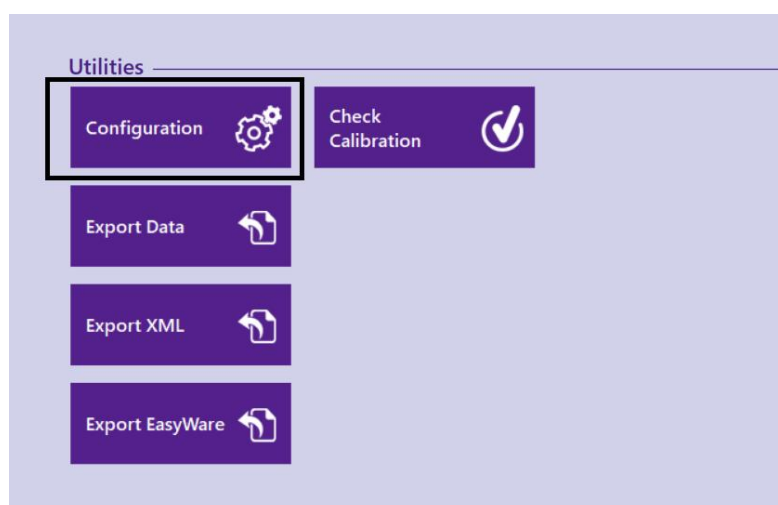 Utilities
Configuration
Check
Calibration
Export Data
Export XML
Export EasyWare